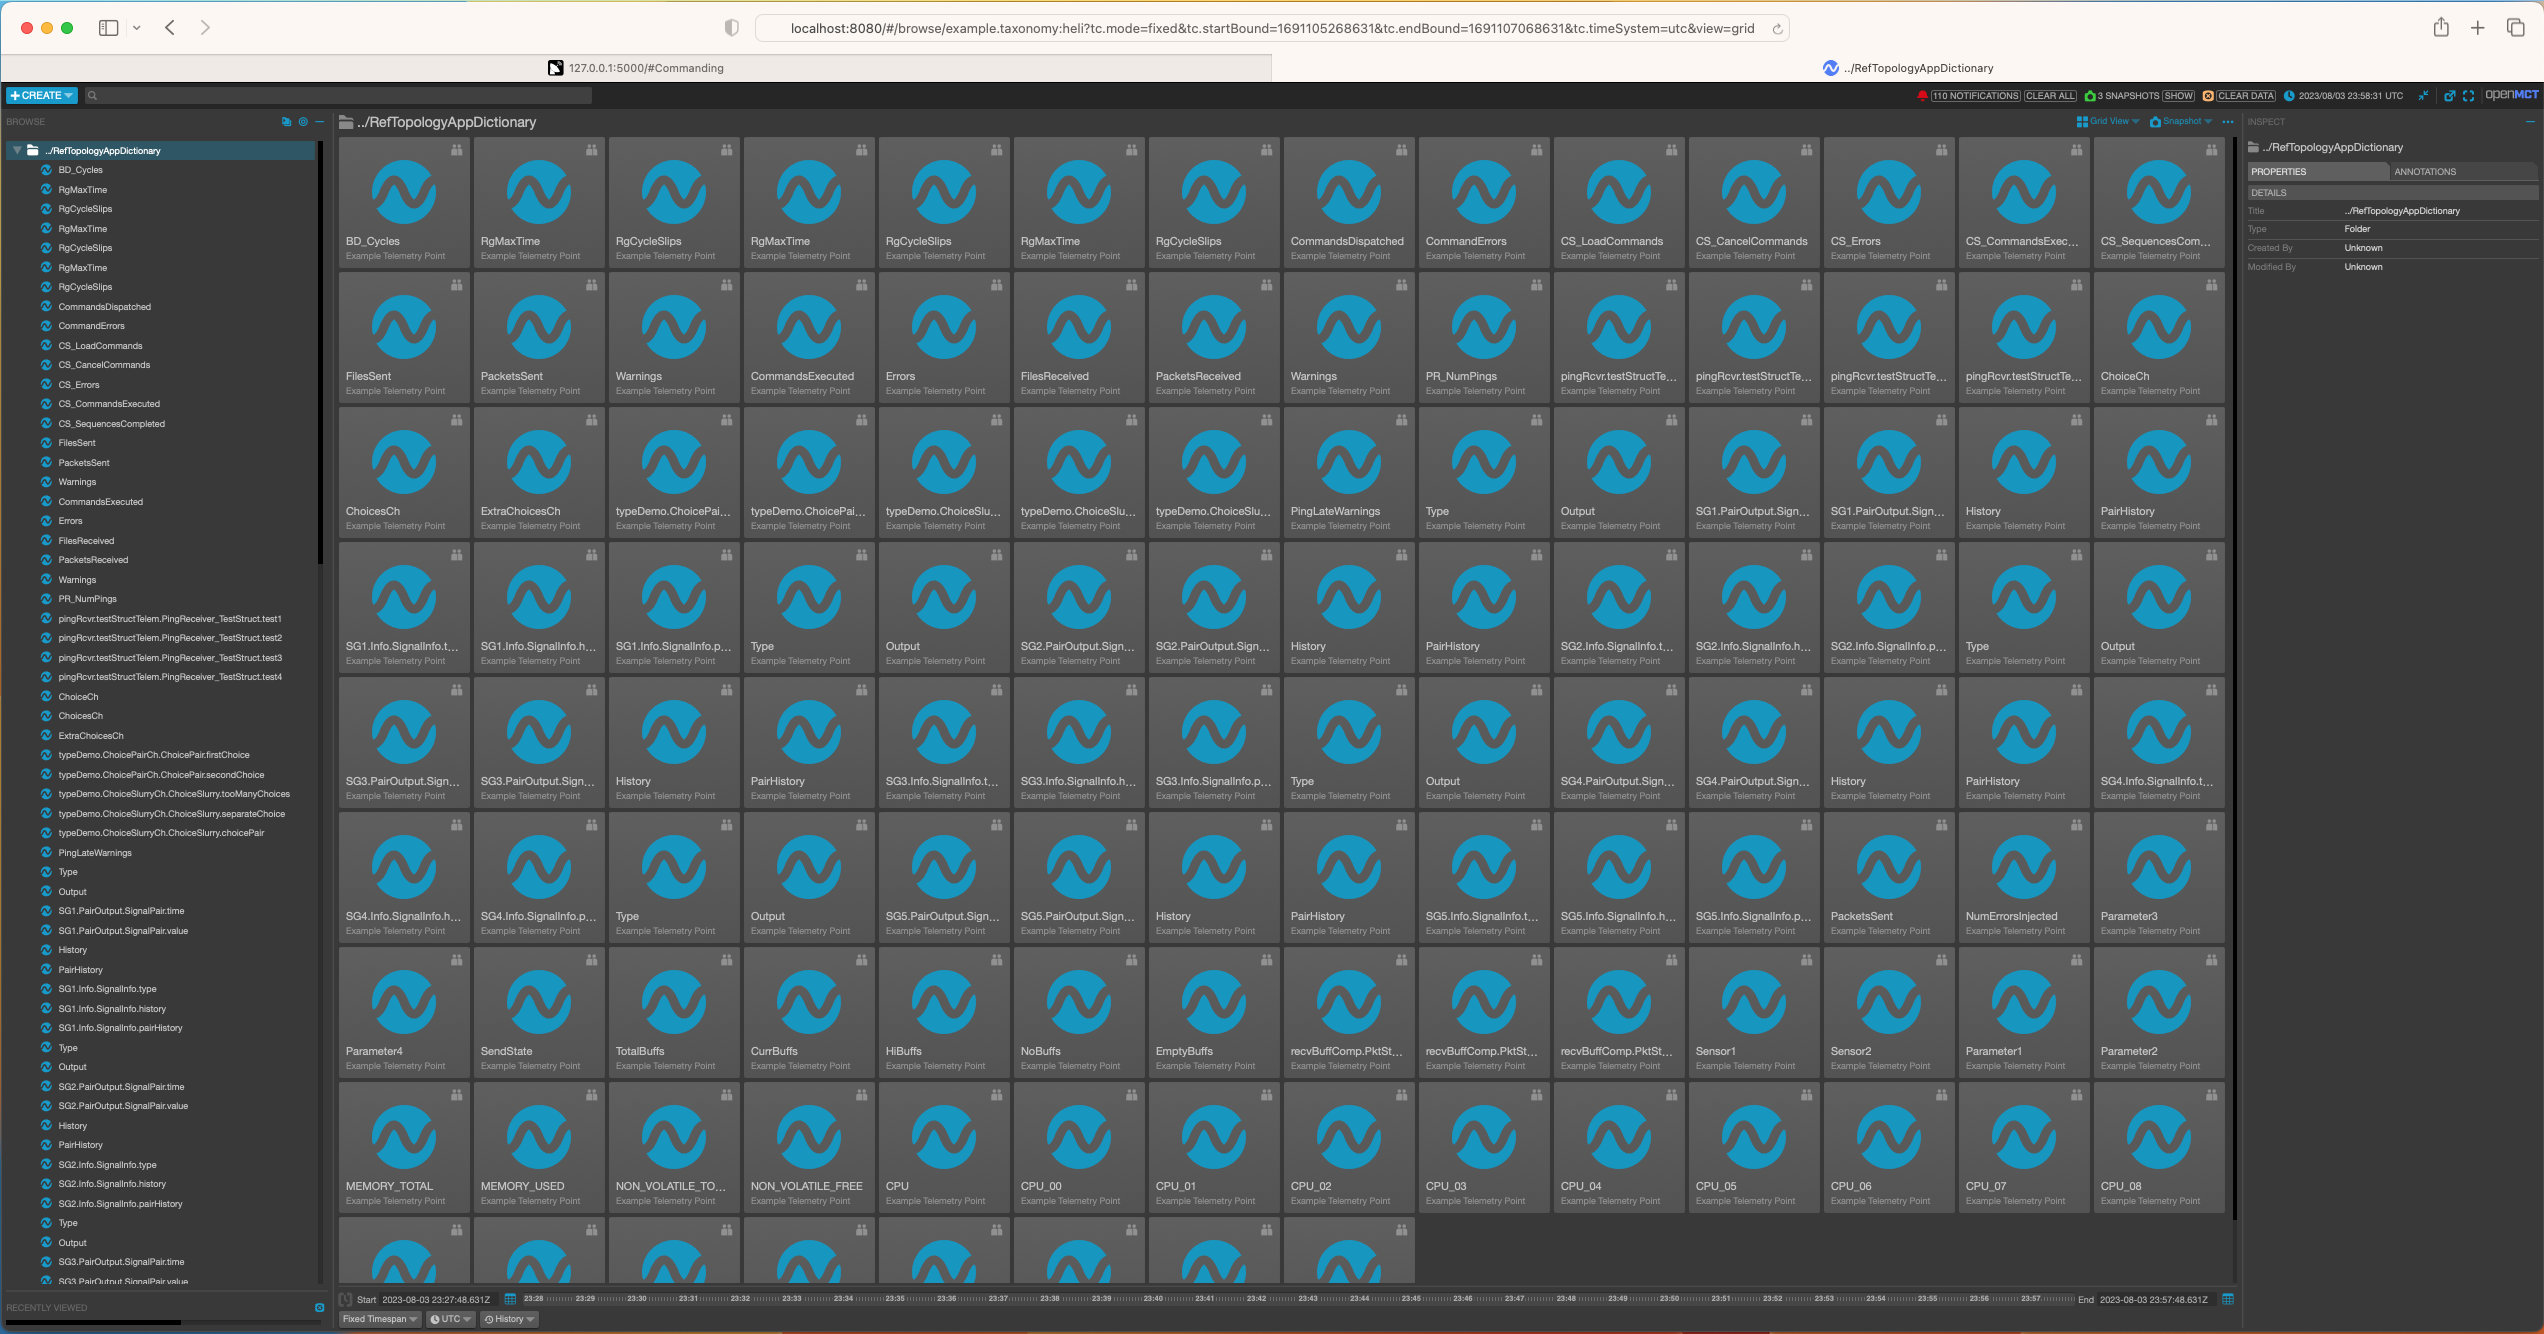 localhost:8080/#/browse/example.taxonomy:heli?tc.mode=fixed&tc.startBound=1691105268631&tc.endBound=1691107068631&tc.timeSystem=utc&view=grid
127.0.0.1:5000/#Commanding
../RefTopologyAppDictionary
CREATE
110 NOTIFICATIONS CLEAR ALL 3 SNAPSHOTS SHOW CLEAR DATA 2023/08/03 23:58:31 UTC openMCT
BROWSE
../RefTopologyAppDictionary
BD_Cycles
RgMaxTime
RgCycleSlips
RgMaxTime
RgCycleSlips
RgMaxTime
RgCycleSlips
CommandsDispatched
CommandErrors
CS_LoadCommands
CS_CancelCommands
CS_Errors
CS_CommandsExecuted
CS_SequencesCompleted
FilesSent
PacketsSent
Warnings
CommandsExecuted
Errors
FilesReceived
PacketsReceived
Warnings
PR_NumPings
pingRcvr.testStructTelem.PingReceiver_TestStruct.test1
pingRcvr.testStructTelem.PingReceiver_TestStruct.test2
pingRcvr.testStructTelem.PingReceiver_TestStruct.test3
pingRcvr.testStructTelem.PingReceiver_TestStruct.test4
ChoiceCh
ChoicesCh
ExtraChoicesCh
typeDemo.ChoicePairCh.ChoicePair.firstChoice
typeDemo.ChoicePairCh.ChoicePair.secondChoice
typeDemo.ChoiceSlurryCh.ChoiceSlurry.tooManyChoices
typeDemo.ChoiceSlurryCh.ChoiceSlurry.separateChoice
typeDemo.ChoiceSlurryCh.ChoiceSlurry.choicePair
PingLateWarnings
Type
Output
SG1.PairOutput.SignalPair.time
SG1.PairOutput.SignalPair.value
History
PairHistory
SG1.Info.SignalInfo.type
SG1.Info.SignalInfo.history
SG1.Info.SignalInfo.pairHistory
Type
Output
SG2.PairOutput.SignalPair.time
SG2.PairOutput.SignalPair.value
History
PairHistory
SG2.Info.SignalInfo.type
SG2.Info.SignalInfo.history
SG2.Info.SignalInfo.pairHistory
Type
Output
SG3.PairOutput.SignalPair.time
SG3.PairOutput.SignalPair.value
RECENTLY VIEWED
../RefTopologyAppDictionary
Grid View Snapshot
BD_Cycles RgMaxTime RgCycleSlips RgMaxTime RgCycleSlips RgMaxTime RgCycleSlips CommandsDispatched CommandErrors CS_LoadCommands CS_CancelCommands CS_Errors CS_CommandsExec... CS_SequencesCom...
Example Telemetry Point Example Telemetry Point Example Telemetry Point Example Telemetry Point Example Telemetry Point Example Telemetry Point Example Telemetry Point Example Telemetry Point Example Telemetry Point Example Telemetry Point Example Telemetry Point Example Telemetry Point Example Telemetry Point Example Telemetry Point
FilesSent PacketsSent Warnings CommandsExecuted Errors FilesReceived PacketsReceived Warnings PR_NumPings pingRcvr.testStructTe... pingRcvr.testStructTe... pingRcvr.testStructTe... pingRcvr.testStructTe... ChoiceCh
Example Telemetry Point Example Telemetry Point Example Telemetry Point Example Telemetry Point Example Telemetry Point Example Telemetry Point Example Telemetry Point Example Telemetry Point Example Telemetry Point Example Telemetry Point Example Telemetry Point Example Telemetry Point Example Telemetry Point Example Telemetry Point
ChoicesCh ExtraChoicesCh typeDemo.ChoicePai... typeDemo.ChoicePai... typeDemo.ChoiceSlu... typeDemo.ChoiceSlu... typeDemo.ChoiceSlu... PingLateWarnings Type Output SG1.PairOutput.Sign... SG1.PairOutput.Sign... History PairHistory
Example Telemetry Point Example Telemetry Point Example Telemetry Point Example Telemetry Point Example Telemetry Point Example Telemetry Point Example Telemetry Point Example Telemetry Point Example Telemetry Point Example Telemetry Point Example Telemetry Point Example Telemetry Point Example Telemetry Point Example Telemetry Point
SG1.Info.SignalInfo.t... SG1.Info.SignalInfo.h... SG1.Info.SignalInfo.p... Type Output SG2.PairOutput.Sign... SG2.PairOutput.Sign... History PairHistory SG2.Info.SignalInfo.t... SG2.Info.SignalInfo.h... SG2.Info.SignalInfo.p... Type Output
Example Telemetry Point Example Telemetry Point Example Telemetry Point Example Telemetry Point Example Telemetry Point Example Telemetry Point Example Telemetry Point Example Telemetry Point Example Telemetry Point Example Telemetry Point Example Telemetry Point Example Telemetry Point Example Telemetry Point Example Telemetry Point
SG3.PairOutput.Sign... SG3.PairOutput.Sign... History PairHistory SG3.Info.SignalInfo.t... SG3.Info.SignalInfo.h... SG3.Info.SignalInfo.p... Type Output SG4.PairOutput.Sign... SG4.PairOutput.Sign... History PairHistory SG4.Info.SignalInfo.t...
Example Telemetry Point Example Telemetry Point Example Telemetry Point Example Telemetry Point Example Telemetry Point Example Telemetry Point Example Telemetry Point Example Telemetry Point Example Telemetry Point Example Telemetry Point Example Telemetry Point Example Telemetry Point Example Telemetry Point Example Telemetry Point
SG4.Info.SignalInfo.h... SG4.Info.SignalInfo.p... Type Output SG5.PairOutput.Sign... SG5.PairOutput.Sign... History PairHistory SG5.Info.SignalInfo.t... SG5.Info.SignalInfo.h... SG5.Info.SignalInfo.p... PacketsSent NumErrorsInjected Parameter3
Example Telemetry Point Example Telemetry Point Example Telemetry Point Example Telemetry Point Example Telemetry Point Example Telemetry Point Example Telemetry Point Example Telemetry Point Example Telemetry Point Example Telemetry Point Example Telemetry Point Example Telemetry Point Example Telemetry Point Example Telemetry Point
Parameter4 SendState TotalBuffs CurrBuffs HiBuffs NoBuffs EmptyBuffs recvBuffComp.PktSt... recvBuffComp.PktSt... recvBuffComp.PktSt... Sensor1 Sensor2 Parameter1 Parameter2
Example Telemetry Point Example Telemetry Point Example Telemetry Point Example Telemetry Point Example Telemetry Point Example Telemetry Point Example Telemetry Point Example Telemetry Point Example Telemetry Point Example Telemetry Point Example Telemetry Point Example Telemetry Point Example Telemetry Point Example Telemetry Point
MEMORY_TOTAL MEMORY_USED NON_VOLATILE_TO... NON_VOLATILE_FREE CPU CPU_00 CPU_01 CPU_02 CPU_03 CPU_04 CPU_05 CPU_06 CPU_07 CPU_08
Example Telemetry Point Example Telemetry Point Example Telemetry Point Example Telemetry Point Example Telemetry Point Example Telemetry Point Example Telemetry Point Example Telemetry Point Example Telemetry Point Example Telemetry Point Example Telemetry Point Example Telemetry Point Example Telemetry Point Example Telemetry Point
Start 2023-08-03 23:27:48.631Z 23:28 23:29 23:30 23:31 23:32 23:33 23:34 23:35 23:36 23:37 23:38 23:39 23:40 23:41 23:42 23:43 23:44 23:45 23:46 23:47 23:48 23:49 23:50 23:51 23:52 23:53 23:54 23:55 23:56 23:57 End 2023-08-03 23:57:48.631Z
Fixed Timespan UTC History
INSPECT
../RefTopologyAppDictionary
PROPERTIES ANNOTATIONS
DETAILS
Title ../RefTopologyAppDictionary
Type Folder
Created By Unknown
Modified By Unknown